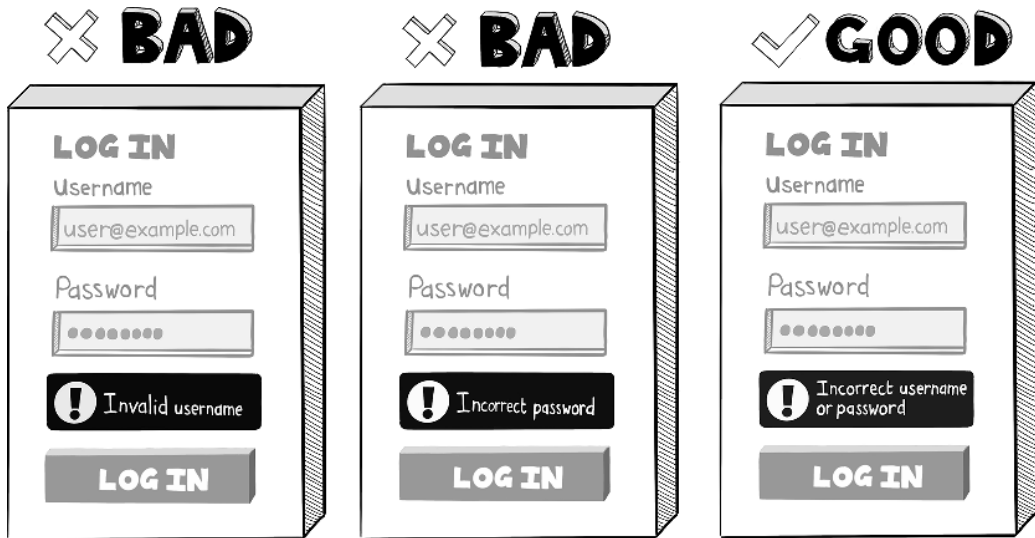 BAD
LOG IN
Username
user@example.com
Password
Invalid username
LOG IN
BAD
LOG IN
Username
user@example.com
Password
Incorrect password
LOG IN
GOOD
LOG IN
Username
user@example.com
Password
Incorrect username
or password
LOG IN